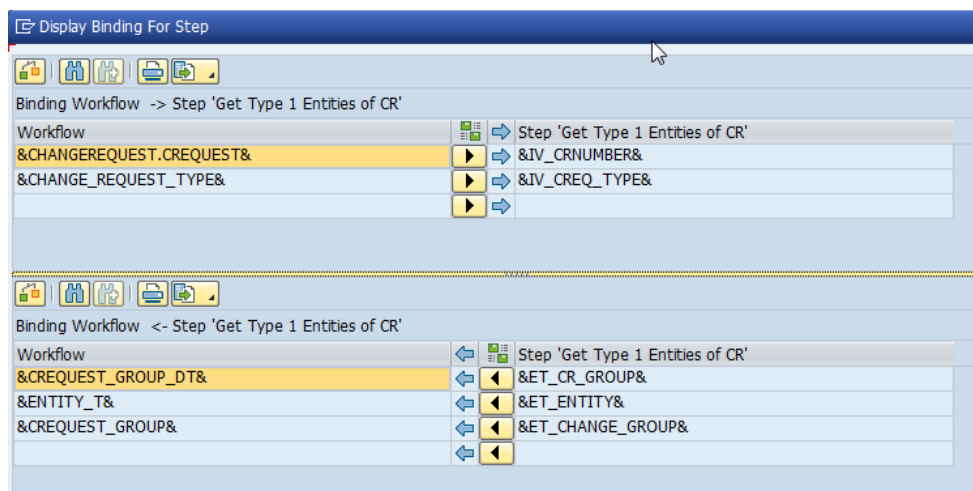 Display Binding For Step
Binding Workflow -> Step 'Get Type 1 Entities of CR'
Workflow Step 'Get Type 1 Entities of CR'
&CHANGEREQUEST.CREQUEST& &IV_CRNUMBER&
&CHANGE_REQUEST_TYPE& &IV_CREQ_TYPE&
Binding Workflow <- Step 'Get Type 1 Entities of CR'
Workflow Step 'Get Type 1 Entities of CR'
&CREQUEST_GROUP_DT& &ET_CR_GROUP&
&ENTITY_T& &ET_ENTITY&
&CREQUEST_GROUP& &ET_CHANGE_GROUP&